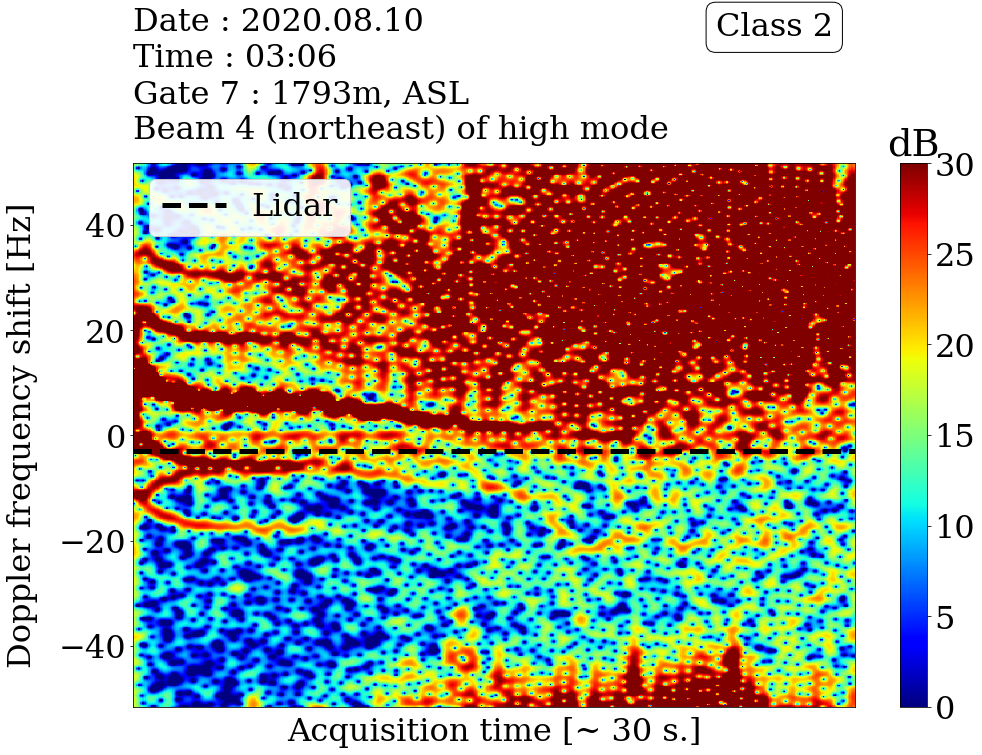 Date : 2020.08.10
Time : 03:06
Gate 7 : 1793m, ASL
Beam 4 (northeast) of high mode
Class 2
dB
Lidar
Doppler frequency shift [Hz]
40
20
0
−20
−40
30
25
20
15
10
5
0
Acquisition time [~ 30 s.]